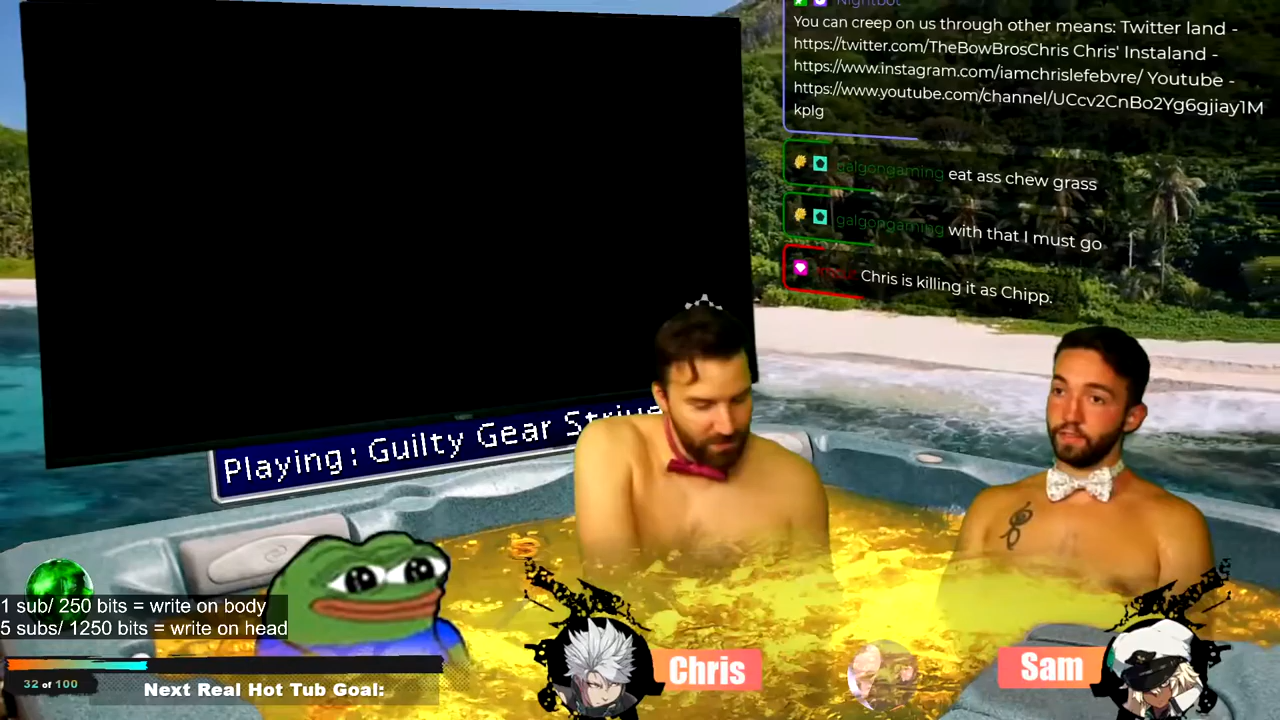 Nightbot
You can creep on us through other means: Twitter land -
https://twitter.com/TheBowBrosChris Chris' Instaland -
https://www.instagram.com/iamchrislefebvre/ Youtube -
https://www.youtube.com/channel/UCcv2CnBo2Yg6gjiay1M
kplg
galgongaming eat ass chew grass
galgongaming with that I must go
Chris is killing it as Chipp.
Playing: Guilty Gear Strive
1 sub/ 250 bits = write on body
5 subs/ 1250 bits = write on head
32 of 100
Next Real Hot Tub Goal:
Chris
Sam